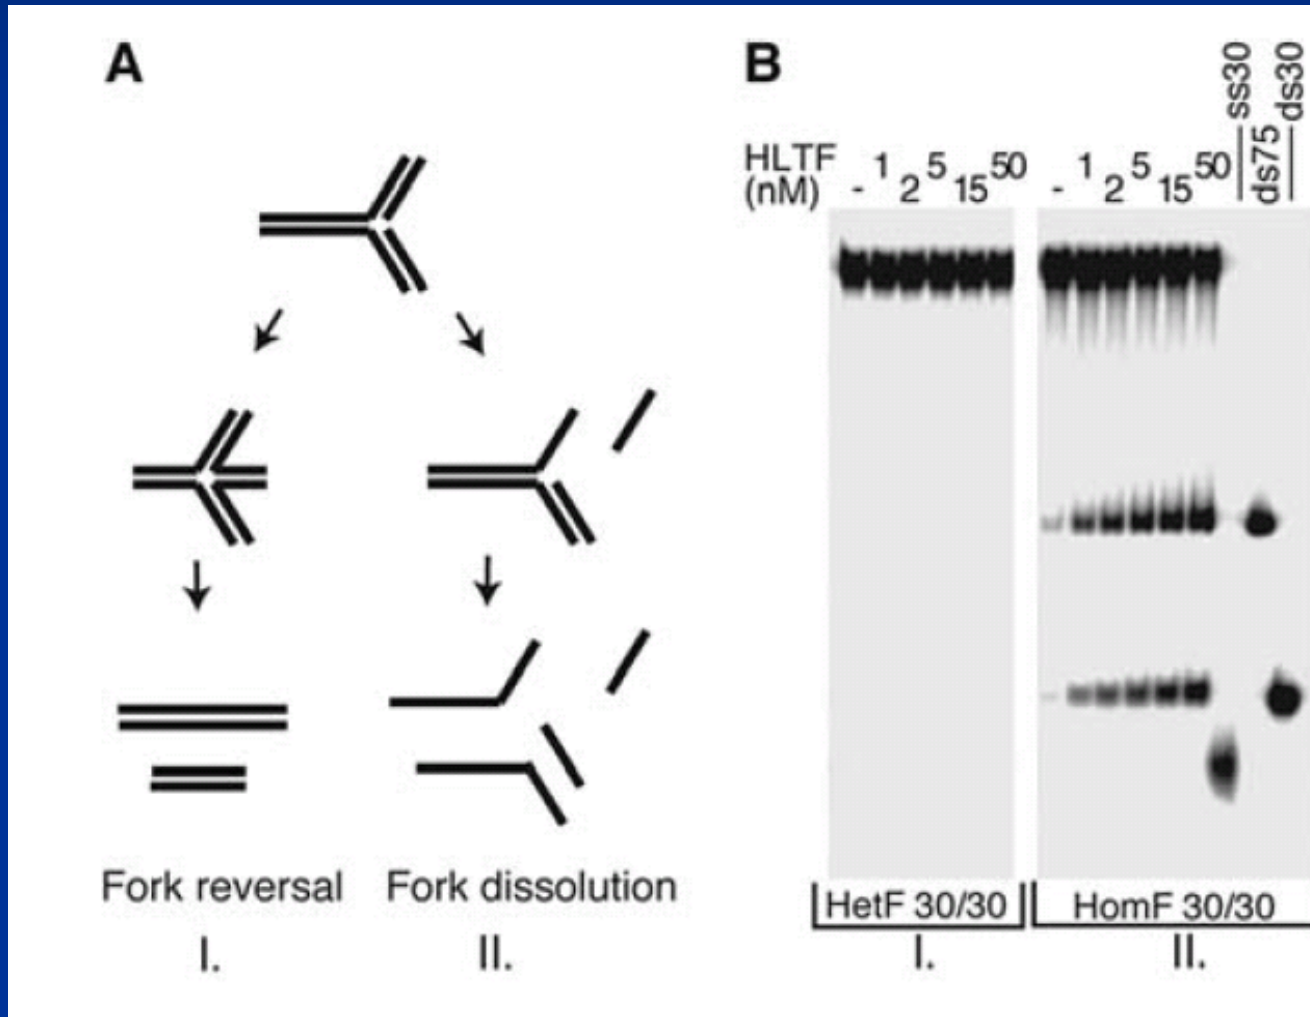 A
Fork reversal
I.
Fork dissolution
II.
B
HLTF
(nM)
- 1 2 5 15 50
- 1 2 5 15 50
ss30
ds75
ds30
HetF 30/30
I.
HomF 30/30
II.